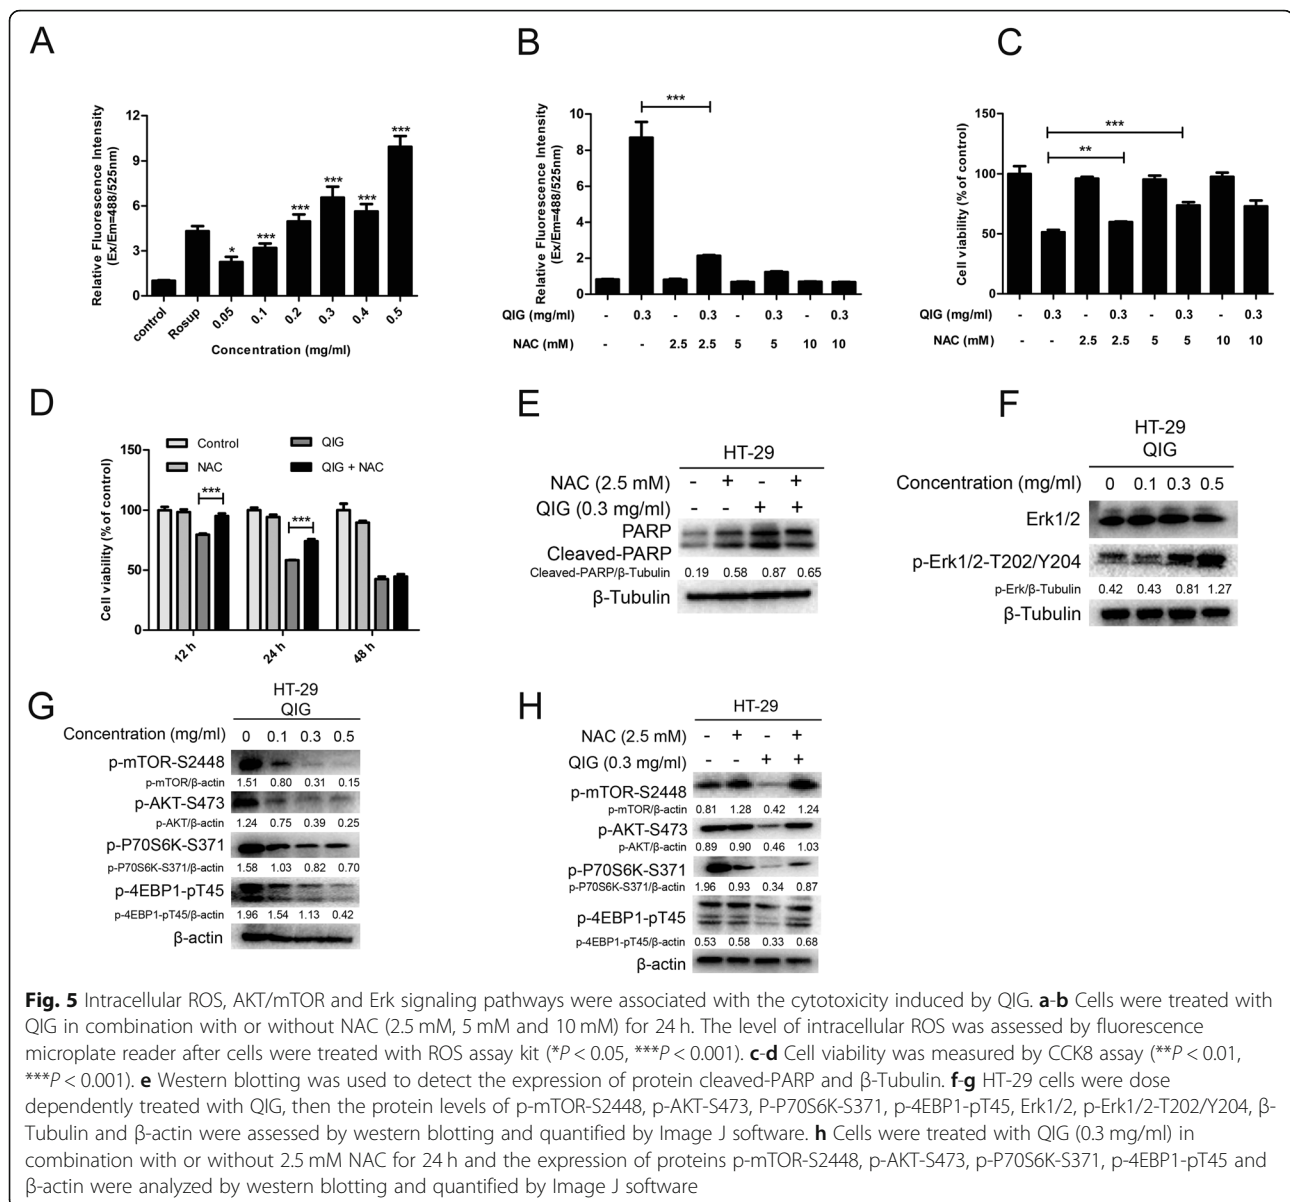 A
Relative Fluorescence Intensity
(Ex/Em=488/525nm)
12
9
6
3
0
*
***
***
***
***
***
control
Rosup
0.05
0.1
0.2
0.3
0.4
0.5
Concentration (mg/ml)
B
Relative Fluorescence Intensity
(Ex/Em=488/525nm)
10
8
6
4
2
0
***
QIG (mg/ml) - 0.3 - 0.3 - 0.3 - 0.3
NAC (mM) - - 2.5 2.5 5 5 10 10
C
Cell viability (% of control)
150
100
50
0
***
**
QIG (mg/ml) - 0.3 - 0.3 - 0.3 - 0.3
NAC (mM) - - 2.5 2.5 5 5 10 10
D
Cell viability (% of control)
150
100
50
0
Control
NAC
QIG
QIG + NAC
***
***
12 h
24 h
48 h
E
HT-29
NAC (2.5 mM) - + - +
QIG (0.3 mg/ml) - - + +
PARP
Cleaved-PARP
Cleaved-PARP/β-Tubulin 0.19 0.58 0.87 0.65
β-Tubulin
F
HT-29
QIG
Concentration (mg/ml) 0 0.1 0.3 0.5
Erk1/2
p-Erk1/2-T202/Y204
p-Erk/β-Tubulin 0.42 0.43 0.81 1.27
β-Tubulin
G
HT-29
QIG
Concentration (mg/ml) 0 0.1 0.3 0.5
p-mTOR-S2448
p-mTOR/β-actin 1.51 0.80 0.31 0.15
p-AKT-S473
p-AKT/β-actin 1.24 0.75 0.39 0.25
p-P70S6K-S371
p-P70S6K-S371/β-actin 1.58 1.03 0.82 0.70
p-4EBP1-pT45
p-4EBP1-pT45/β-actin 1.96 1.54 1.13 0.42
β-actin
H
HT-29
NAC (2.5 mM) - + - +
QIG (0.3 mg/ml) - - + +
p-mTOR-S2448
p-mTOR/β-actin 0.81 1.28 0.42 1.24
p-AKT-S473
p-AKT/β-actin 0.89 0.90 0.46 1.03
p-P70S6K-S371
p-P70S6K-S371/β-actin 1.96 0.93 0.34 0.87
p-4EBP1-pT45
p-4EBP1-pT45/β-actin 0.53 0.58 0.33 0.68
β-actin
Fig. 5 Intracellular ROS, AKT/mTOR and Erk signaling pathways were associated with the cytotoxicity induced by QIG. a-b Cells were treated with
QIG in combination with or without NAC (2.5 mM, 5 mM and 10 mM) for 24 h. The level of intracellular ROS was assessed by fluorescence
microplate reader after cells were treated with ROS assay kit (*P < 0.05, ***P < 0.001). c-d Cell viability was measured by CCK8 assay (**P < 0.01,
***P < 0.001). e Western blotting was used to detect the expression of protein cleaved-PARP and β-Tubulin. f-g HT-29 cells were dose
dependently treated with QIG, then the protein levels of p-mTOR-S2448, p-AKT-S473, P-P70S6K-S371, p-4EBP1-pT45, Erk1/2, p-Erk1/2-T202/Y204, β-
Tubulin and β-actin were assessed by western blotting and quantified by Image J software. h Cells were treated with QIG (0.3 mg/ml) in
combination with or without 2.5 mM NAC for 24 h and the expression of proteins p-mTOR-S2448, p-AKT-S473, p-P70S6K-S371, p-4EBP1-pT45 and
β-actin were analyzed by western blotting and quantified by Image J software